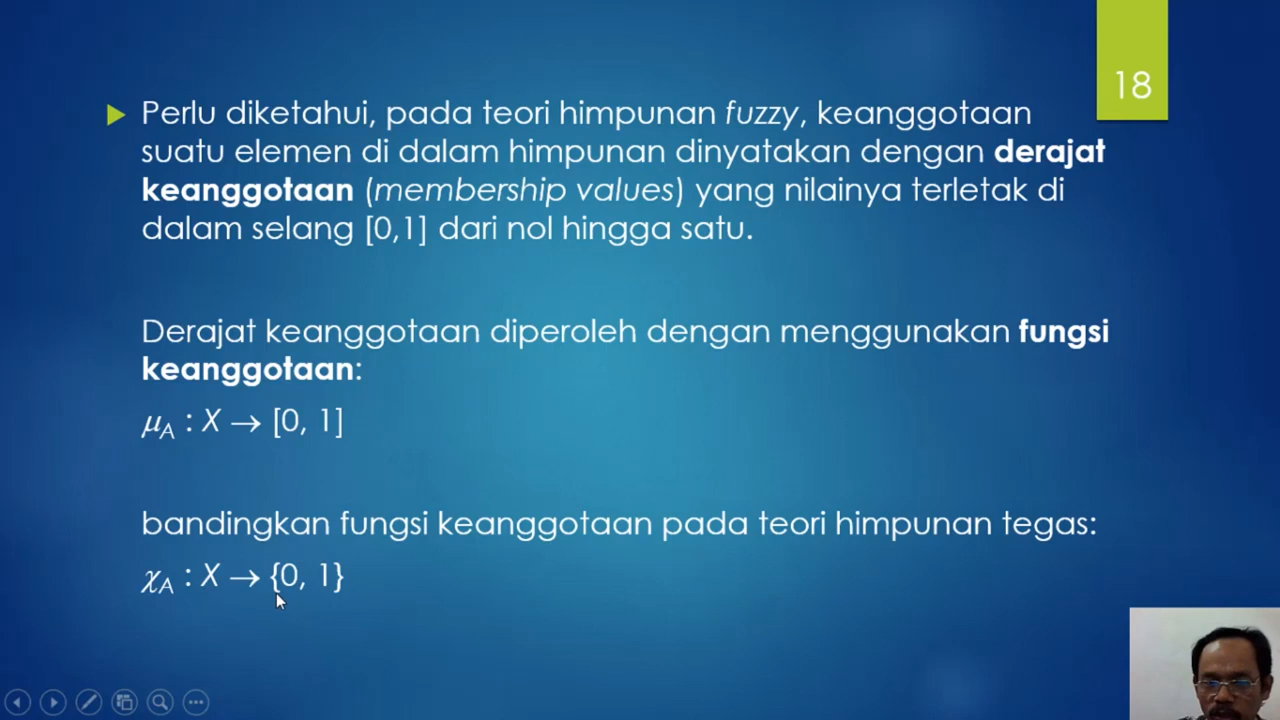 18
Perlu diketahui, pada teori himpunan fuzzy, keanggotaan
suatu elemen di dalam himpunan dinyatakan dengan derajat
keanggotaan (membership values) yang nilainya terletak di
dalam selang [0,1] dari nol hingga satu.
Derajat keanggotaan diperoleh dengan menggunakan fungsi
keanggotaan:
μA : X → [0, 1]
bandingkan fungsi keanggotaan pada teori himpunan tegas:
χA : X → {0, 1}